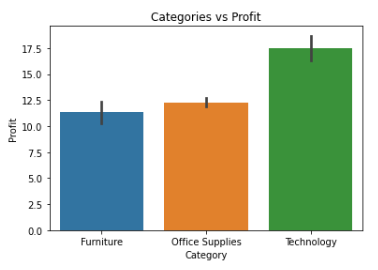 Categories vs Profit
17.5
15.0
12.5
10.0
7.5
5.0
2.5
0.0
Profit
Furniture
Office Supplies
Technology
Category